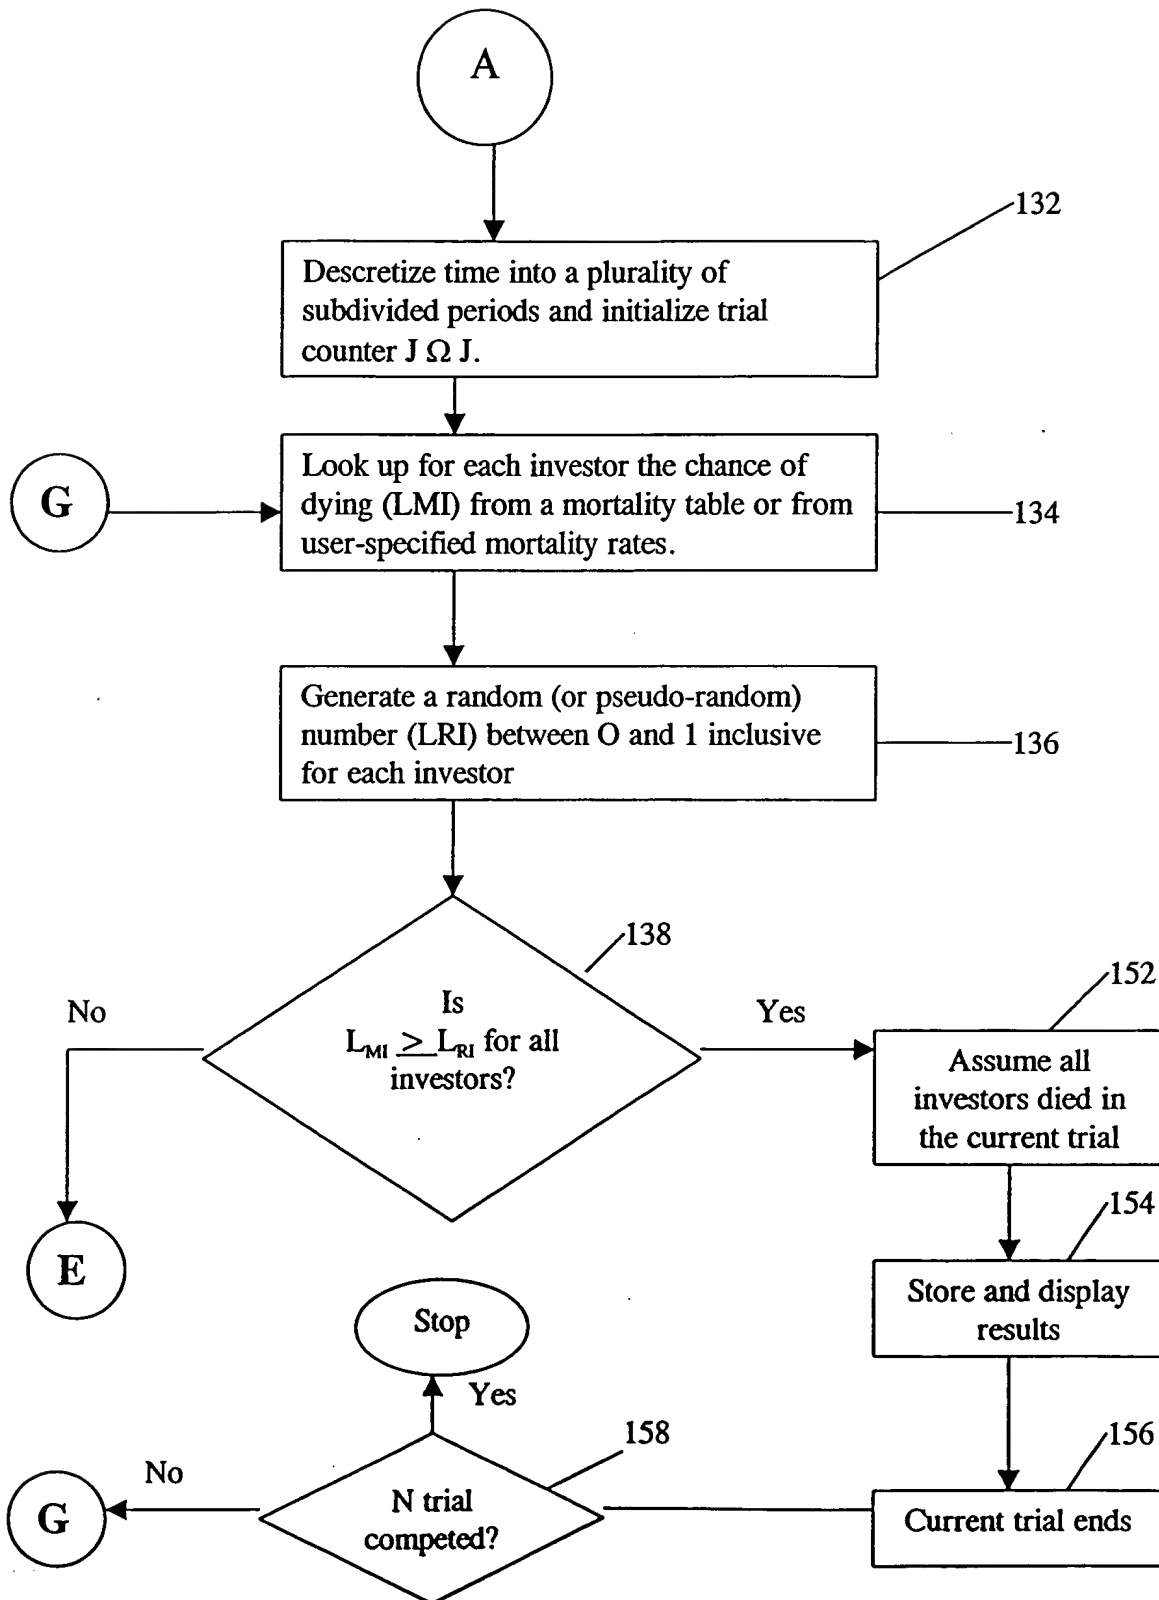 A
132
Descretize time into a plurality of
subdivided periods and initialize trial
counter J Ω J.
G
Look up for each investor the chance of
dying (LMI) from a mortality table or from
user-specified mortality rates.
134
Generate a random (or pseudo-random)
number (LRI) between O and 1 inclusive
for each investor
136
138
Is
L_MI ≥ L_RI for all
investors?
No
Yes
152
Assume all
investors died in
the current trial
154
E
Store and display
results
Stop
Yes
158
156
No
G
N trial
competed?
Current trial ends